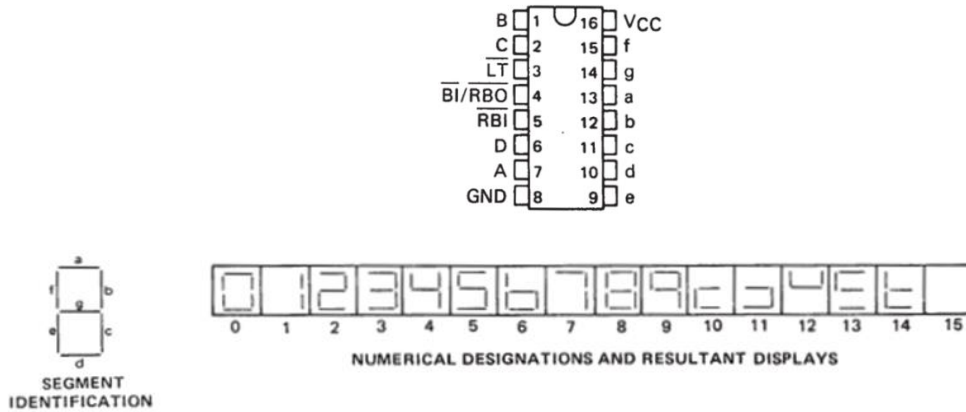 B 1 16 VCC
C 2 15 f
LT 3 14 g
BI/RBO 4 13 a
RBI 5 12 b
D 6 11 c
A 7 10 d
GND 8 9 e
a
f b
g
e c
d
SEGMENT
IDENTIFICATION
0 1 2 3 4 5 6 7 8 9 10 11 12 13 14 15
NUMERICAL DESIGNATIONS AND RESULTANT DISPLAYS